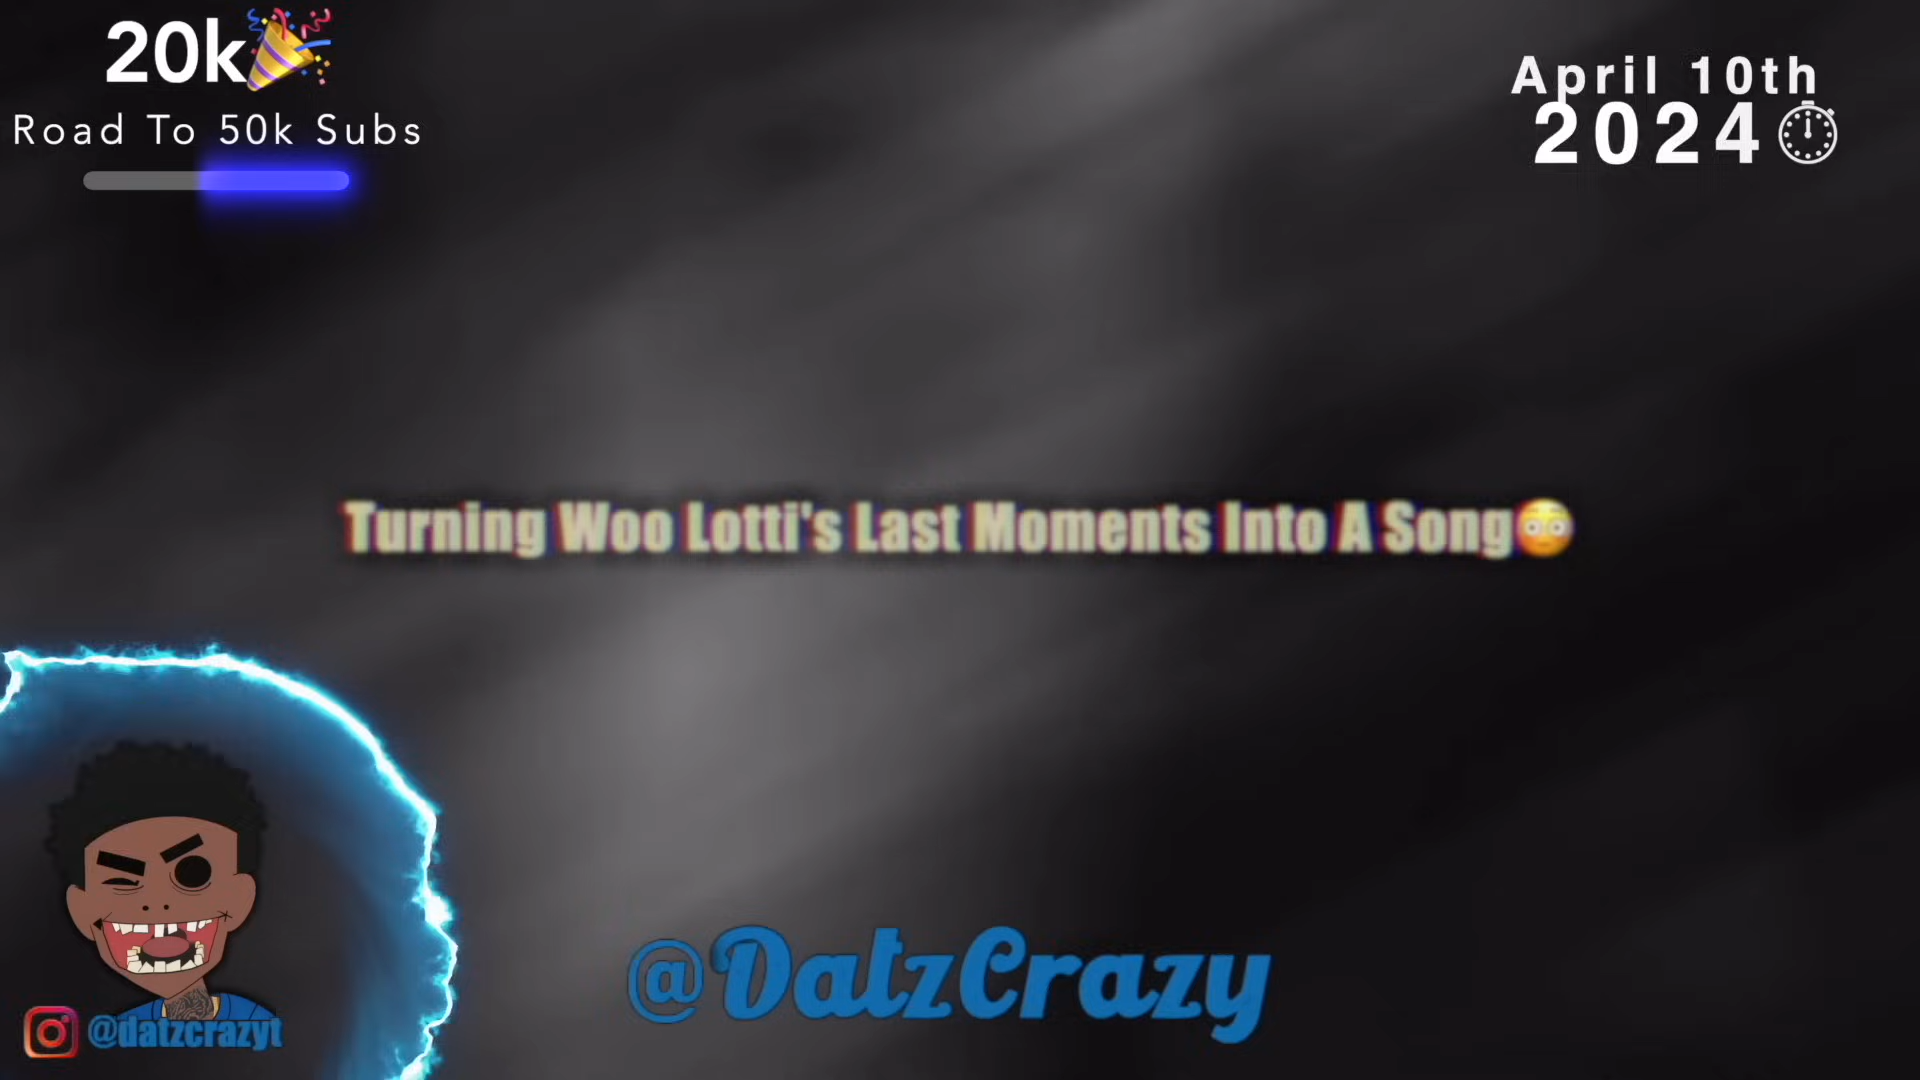 20k🎉
Road To 50k Subs
April 10th
2024
Turning Woo Lotti's Last Moments Into A Song😳
@DatzCrazy
@datzcrazyt